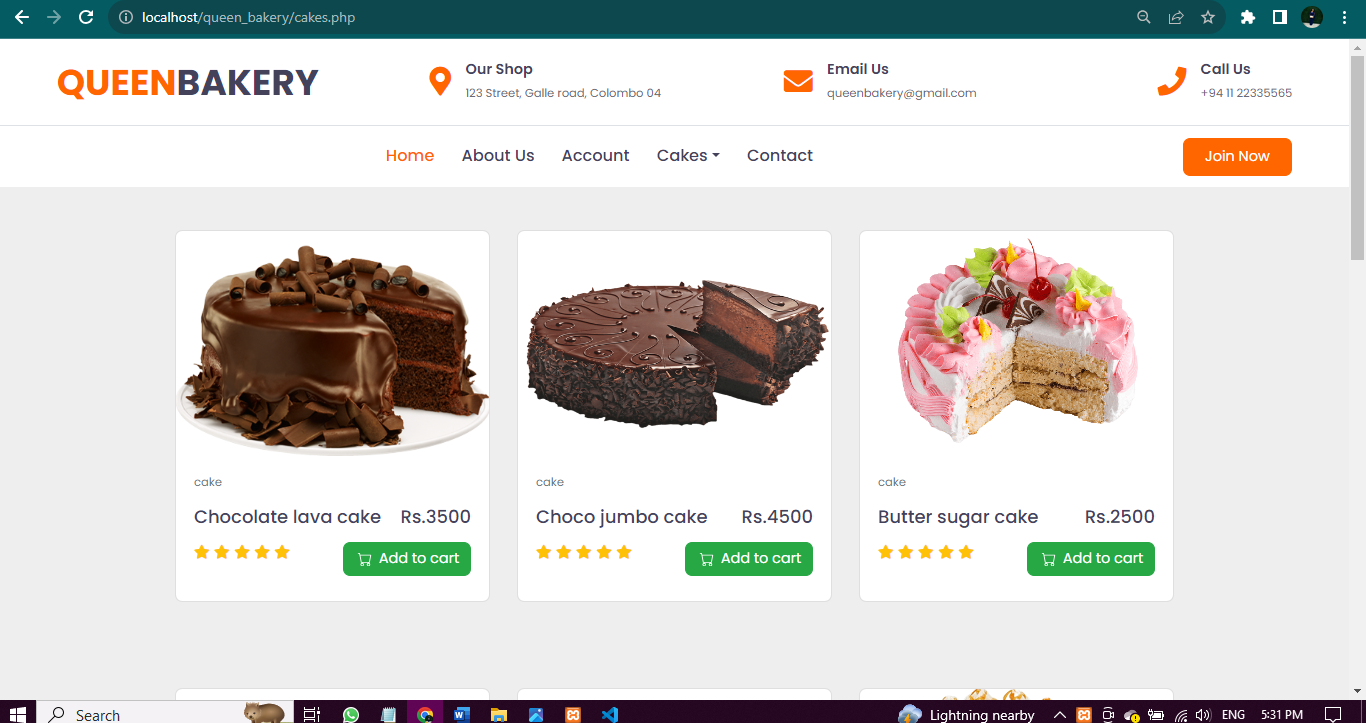 localhost/queen_bakery/cakes.php
QUEENBAKERY
Our Shop
123 Street, Galle road, Colombo 04
Email Us
queenbakery@gmail.com
Call Us
+94 11 22335565
Home About Us Account Cakes Contact
Join Now
cake
Chocolate lava cake Rs.3500
Add to cart
cake
Choco jumbo cake Rs.4500
Add to cart
cake
Butter sugar cake Rs.2500
Add to cart
Search
Lightning nearby
ENG
5:31 PM